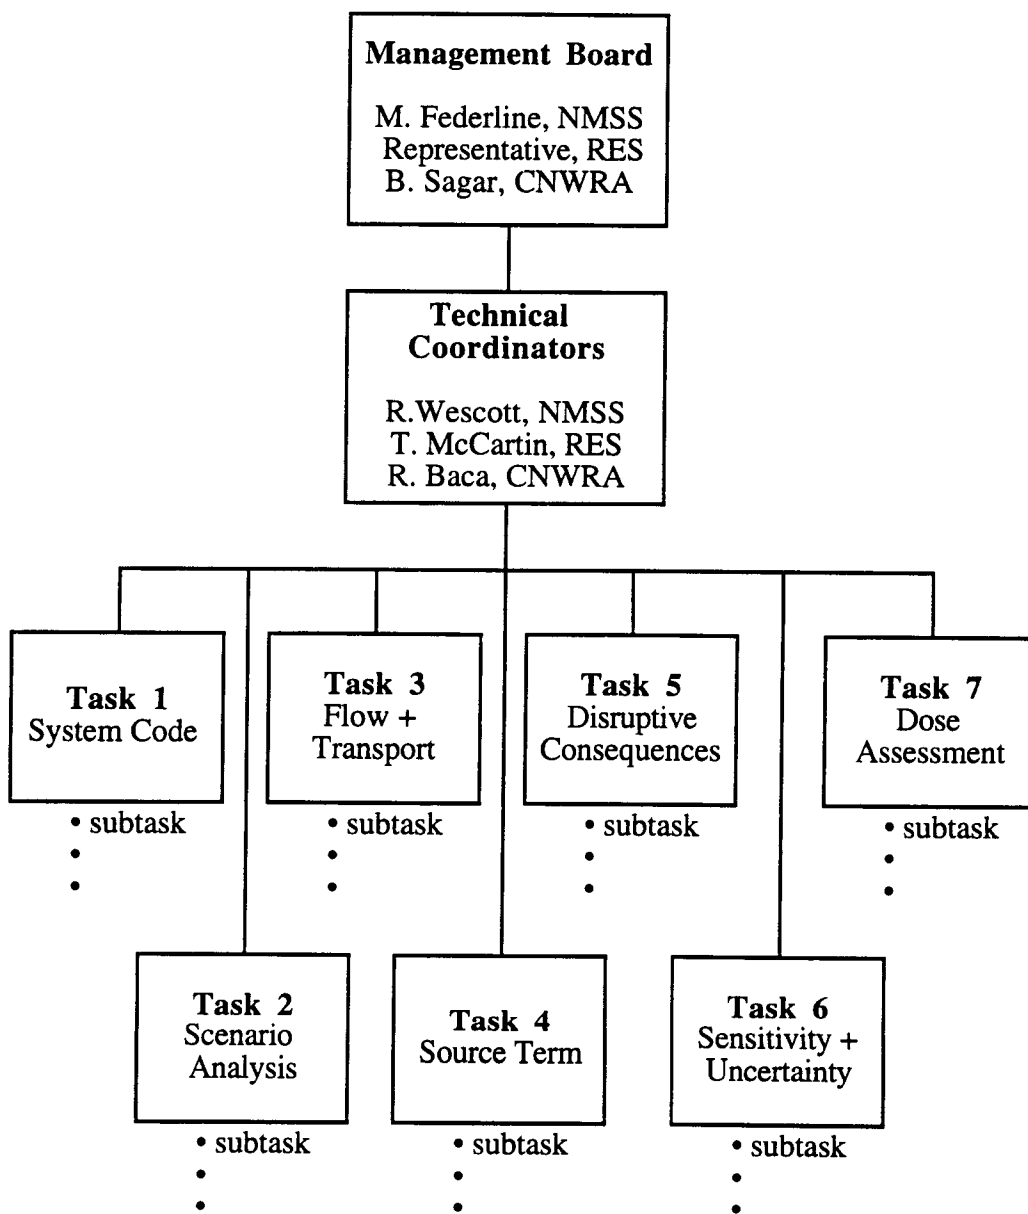 Management Board
M. Federline, NMSS
Representative, RES
B. Sagar, CNWRA
Technical
Coordinators
R.Wescott, NMSS
T. McCartin, RES
R. Baca, CNWRA
Task 1
System Code
• subtask
•
•
Task 3
Flow +
Transport
• subtask
•
•
Task 5
Disruptive
Consequences
• subtask
•
•
Task 7
Dose
Assessment
• subtask
•
•
Task 2
Scenario
Analysis
• subtask
•
•
Task 4
Source Term
• subtask
•
•
Task 6
Sensitivity +
Uncertainty
• subtask
•
•